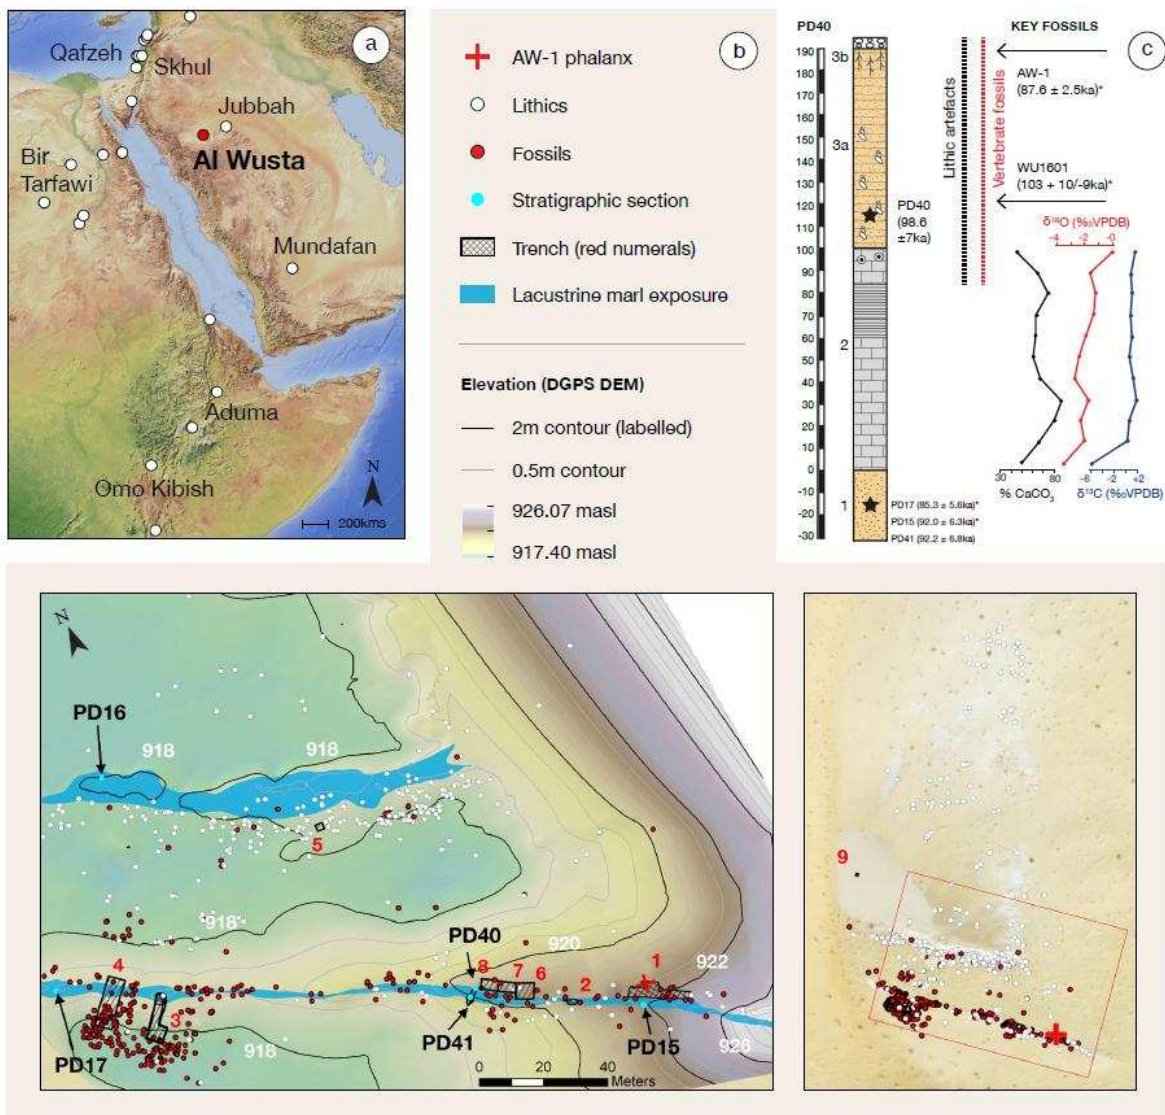 a
Qafzeh
Skhul
Jubbah
Al Wusta
Bir
Tarfawi
Mundafan
Aduma
Omo Kibish
N
200kms
b
AW-1 phalanx
Lithics
Fossils
Stratigraphic section
Trench (red numerals)
Lacustrine marl exposure
Elevation (DGPS DEM)
2m contour (labelled)
0.5m contour
926.07 masl
917.40 masl
c
PD40
KEY FOSSILS
190
180
170
160
150
140
130
120
110
100
90
80
70
60
50
40
30
20
10
0
-10
-20
-30
3b
3a
2
1
Lithic artefacts
Vertebrate fossils
AW-1
(87.6 ± 2.5ka)*
WU1601
(103 + 10/-9ka)*
PD40
(98.6
±7ka)
δ¹⁸O (‰VPDB)
-4 -2 -0
30 80
% CaCO₃
-6 -2 +2
δ¹³C (‰VPDB)
PD17 (85.3 ± 5.6ka)*
PD15 (92.0 ± 6.3ka)*
PD41 (92.2 ± 6.8ka)
N
PD16
918
918
5
918
PD40
920
922
4
8
7
6
2
1
3
PD17
918
PD41
PD15
926
0 20 40
Meters
9